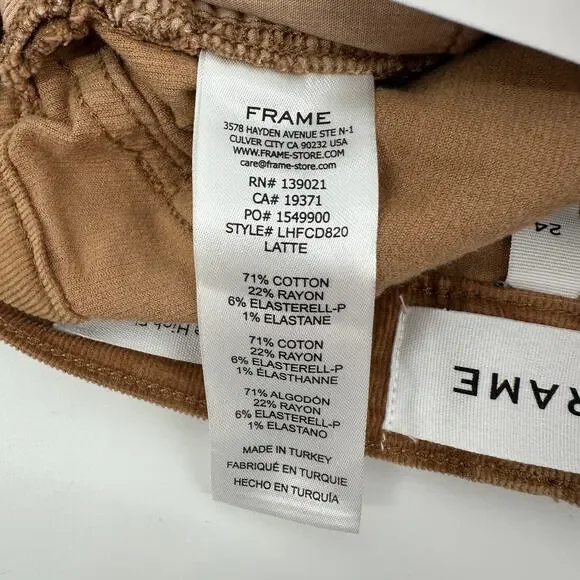 FRAME
3578 HAYDEN AVENUE STE N-1
CULVER CITY CA 90232 USA
WWW.FRAME-STORE.COM
care@frame-store.com
RN# 139021
CA# 19371
PO# 1549900
STYLE# LHFCD820
LATTE
71% COTTON
22% RAYON
6% ELASTERELL-P
1% ELASTANE
71% COTON
22% RAYON
6% ELASTERELL-P
1% ÉLASTHANNE
71% ALGODÓN
22% RAYON
6% ELASTERELL-P
1% ELASTANO
MADE IN TURKEY
FABRIQUÉ EN TURQUIE
HECHO EN TURQUÍA
24
RAME
High